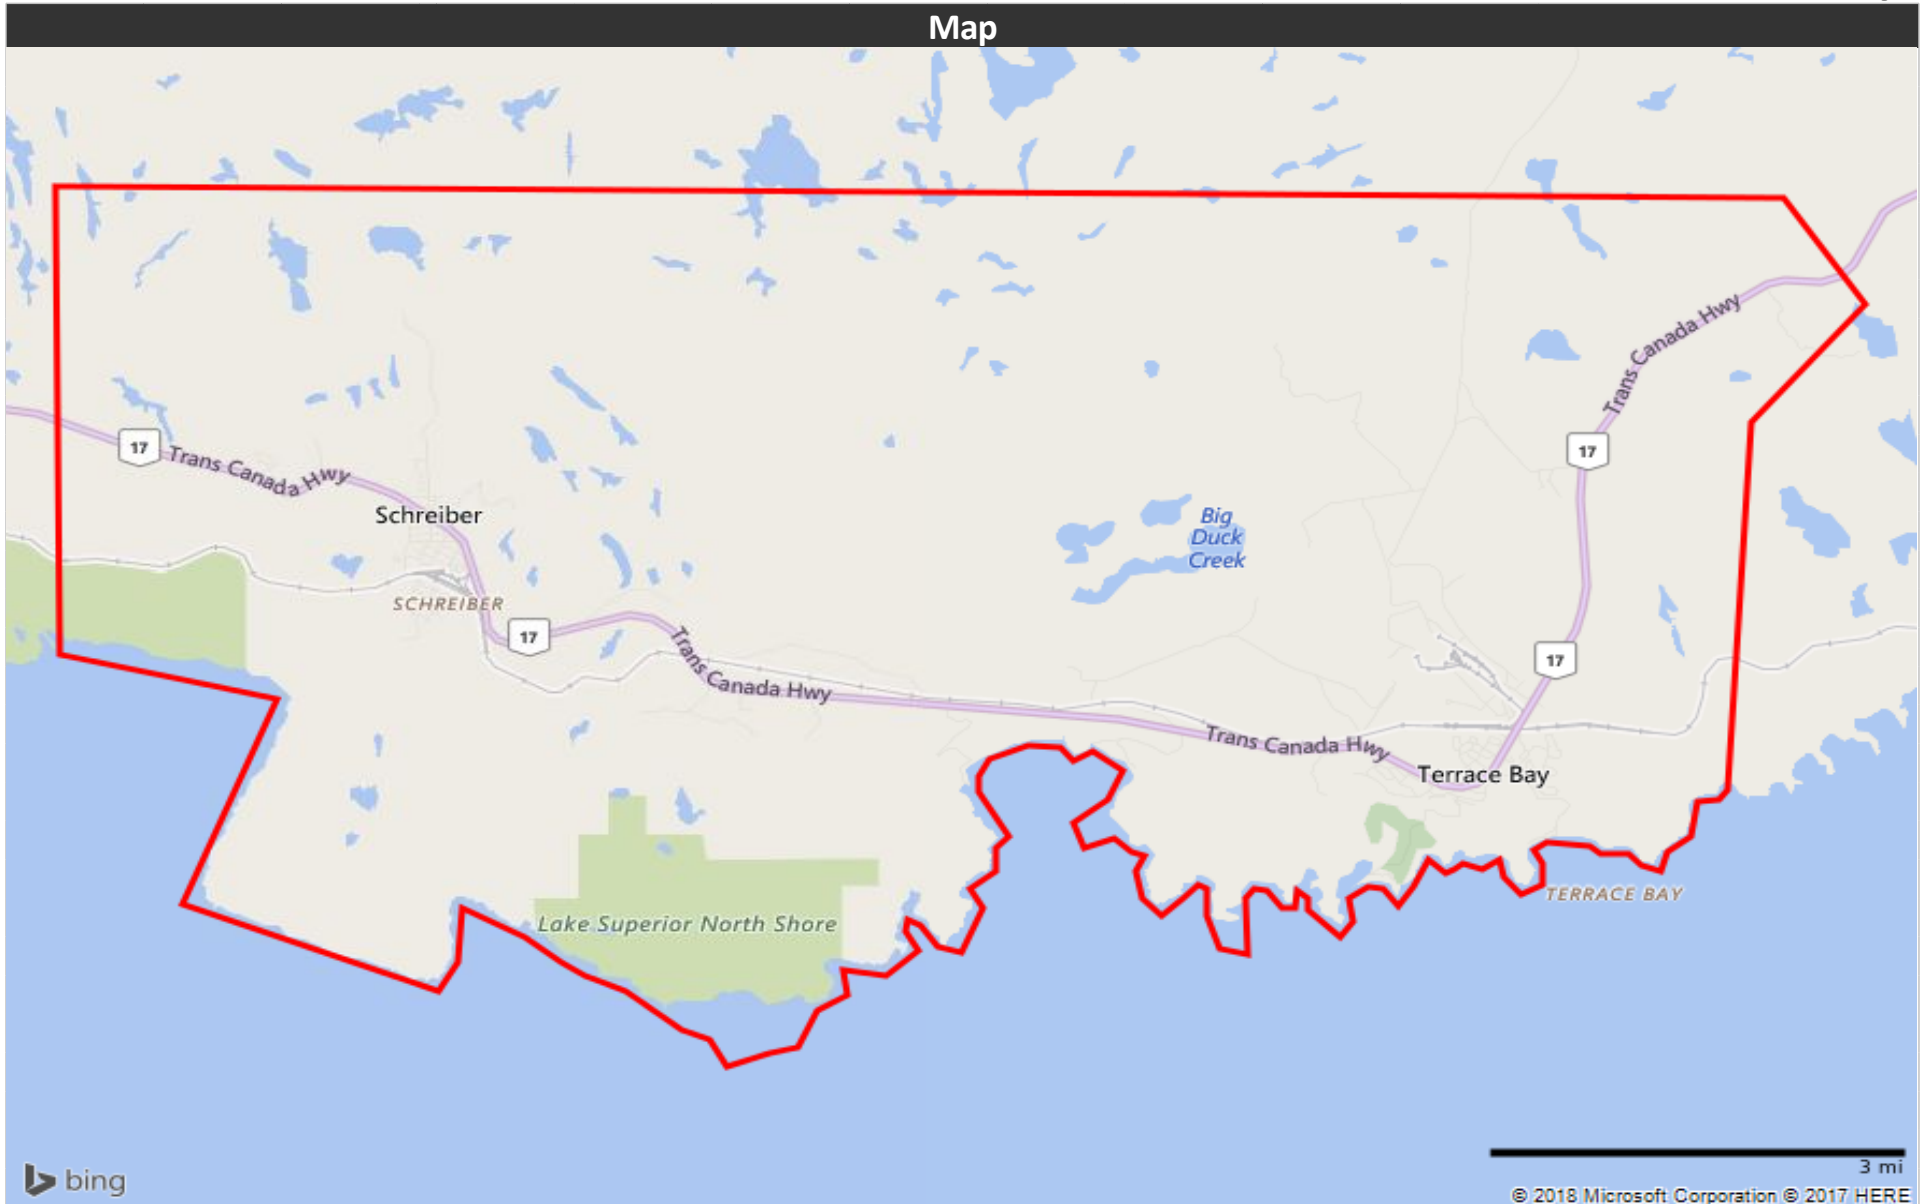 Map
Trans Canada Hwy
17
17
Trans Canada Hwy
Schreiber
Big
Duck
Creek
SCHREIBER
17
17
Trans Canada Hwy
Trans Canada Hwy
Terrace Bay
TERRACE BAY
Lake Superior North Shore
3 mi
bing
© 2018 Microsoft Corporation © 2017 HERE